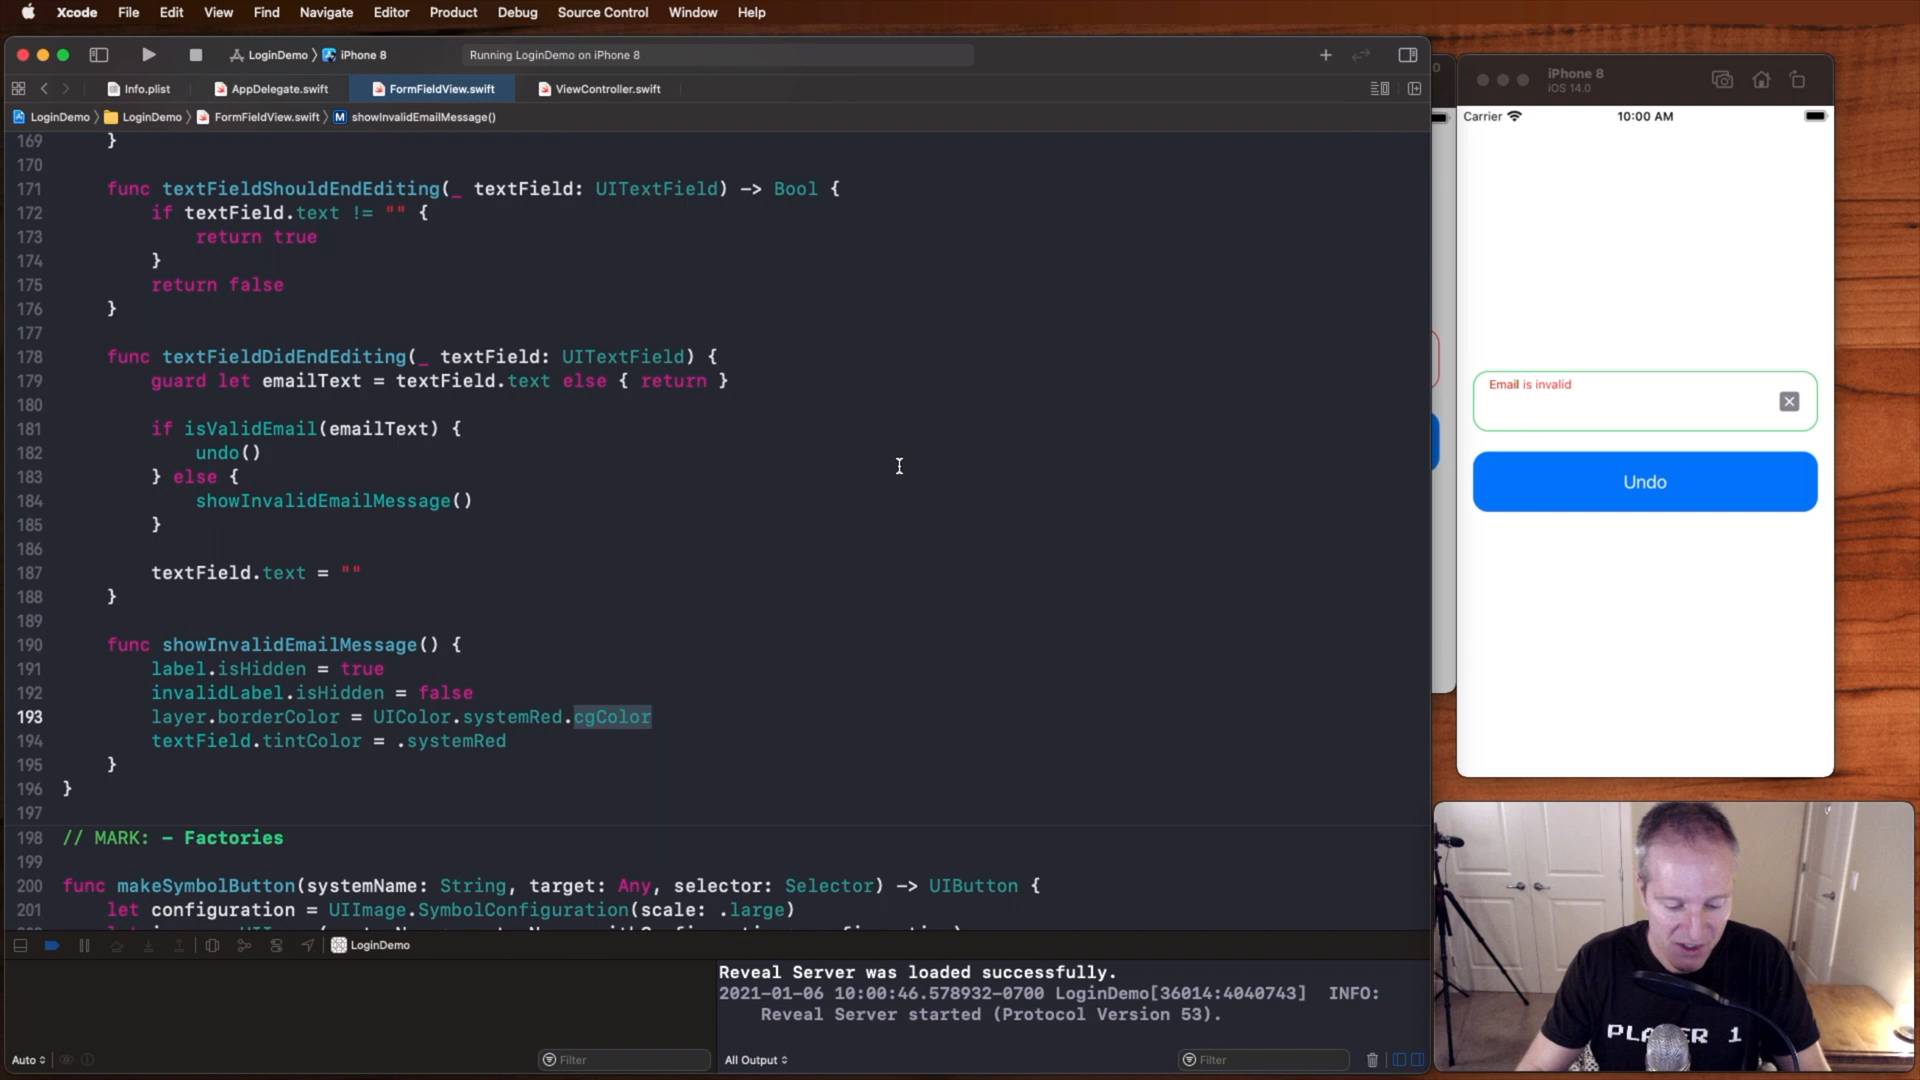 Xcode File Edit View Find Navigate Editor Product Debug Source Control Window Help
LoginDemo 〉 iPhone 8
Running LoginDemo on iPhone 8
Info.plist AppDelegate.swift FormFieldView.swift ViewController.swift
LoginDemo 〉 LoginDemo 〉 FormFieldView.swift 〉 M showInvalidEmailMessage()
169 }
170
171 func textFieldShouldEndEditing(_ textField: UITextField) -> Bool {
172 if textField.text != "" {
173 return true
174 }
175 return false
176 }
177
178 func textFieldDidEndEditing(_ textField: UITextField) {
179 guard let emailText = textField.text else { return }
180
181 if isValidEmail(emailText) {
182 undo()
183 } else {
184 showInvalidEmailMessage()
185 }
186
187 textField.text = ""
188 }
189
190 func showInvalidEmailMessage() {
191 label.isHidden = true
192 invalidLabel.isHidden = false
193 layer.borderColor = UIColor.systemRed.cgColor
194 textField.tintColor = .systemRed
195 }
196 }
197
198 // MARK: - Factories
199
200 func makeSymbolButton(systemName: String, target: Any, selector: Selector) -> UIButton {
201 let configuration = UIImage.SymbolConfiguration(scale: .large)
LoginDemo
Reveal Server was loaded successfully.
2021-01-06 10:00:46.578932-0700 LoginDemo[36014:4040743] INFO:
Reveal Server started (Protocol Version 53).
Auto
Filter
All Output
Filter
iPhone 8
iOS 14.0
Carrier
10:00 AM
Email is invalid
Undo
PLAYER 1